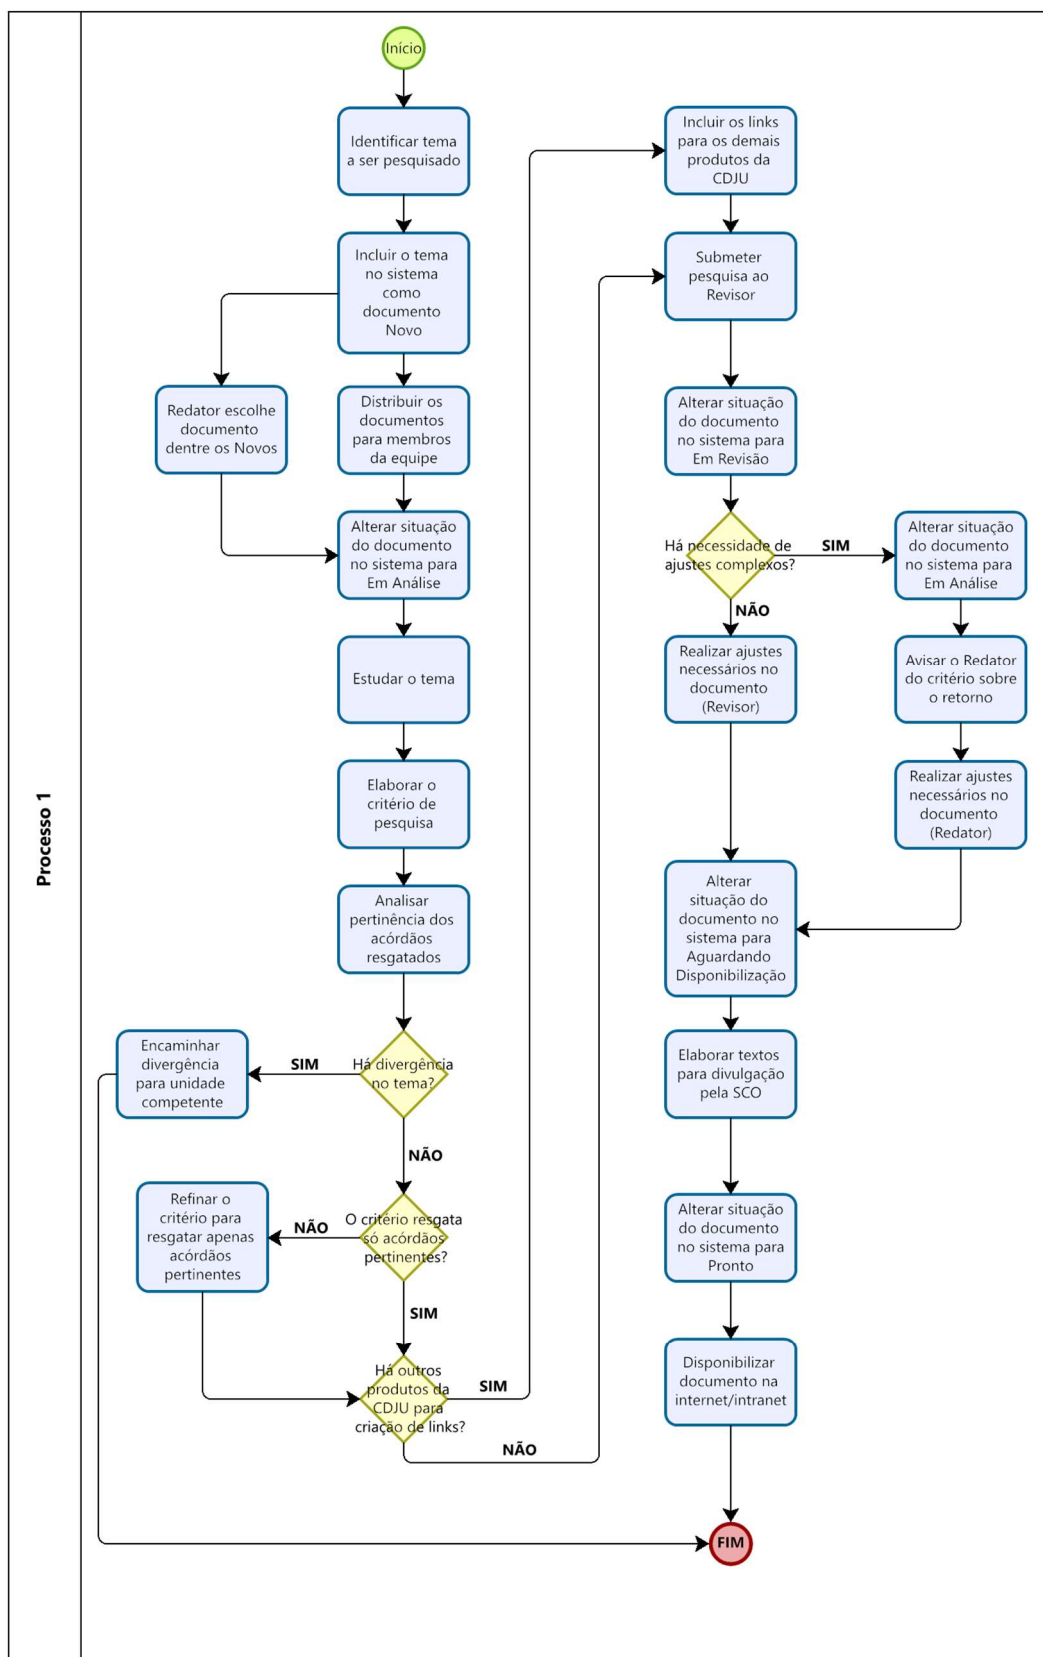 Processo 1
Início
Identificar tema
a ser pesquisado
Incluir o tema
no sistema
como
documento
Novo
Redator escolhe
documento
dentre os Novos
Distribuir os
documentos
para membros
da equipe
Alterar situação
do documento
no sistema para
Em Análise
Estudar o tema
Elaborar o
critério de
pesquisa
Analisar
pertinência dos
acórdãos
resgatados
Há divergência
no tema?
SIM
Encaminhar
divergência
para unidade
competente
NÃO
O critério resgata
só acórdãos
pertinentes?
NÃO
Refinar o
critério para
resgatar apenas
acórdãos
pertinentes
SIM
Há outros
produtos da
CDJU para
criação de links?
SIM
NÃO
Incluir os links
para os demais
produtos da
CDJU
Submeter
pesquisa ao
Revisor
Alterar situação
do documento
no sistema para
Em Revisão
Há necessidade de
ajustes complexos?
SIM
Alterar situação
do documento
no sistema para
Em Análise
Avisar o Redator
do critério sobre
o retorno
Realizar ajustes
necessários no
documento
(Redator)
NÃO
Realizar ajustes
necessários no
documento
(Revisor)
Alterar
situação do
documento no
sistema para
Aguardando
Disponibilização
Elaborar textos
para divulgação
pela SCO
Alterar situação
do documento
no sistema para
Pronto
Disponibilizar
documento na
internet/intranet
FIM